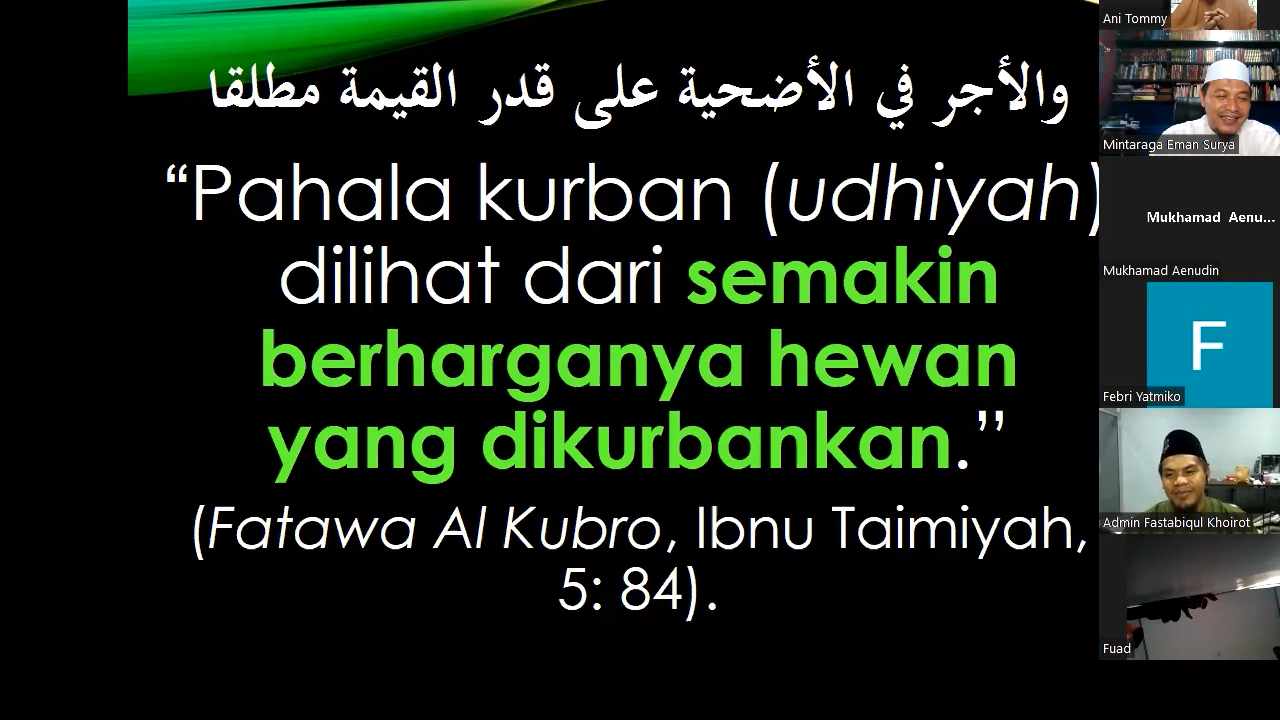 والأجر في الأضحية على قدر القيمة مطلقا
“Pahala kurban (udhiyah)
dilihat dari semakin
berharganya hewan
yang dikurbankan.”
(Fatawa Al Kubro, Ibnu Taimiyah,
5: 84).
Ani Tommy
Mintaraga Eman Surya
Mukhamad Aenu...
Mukhamad Aenudin
F
Febri Yatmiko
Admin Fastabiqul Khoirot
Fuad